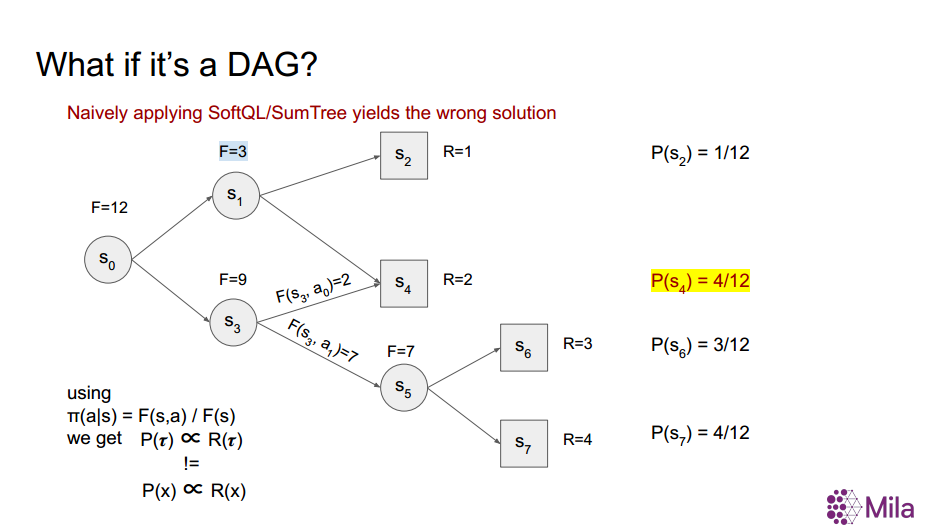 What if it's a DAG?
Naively applying SoftQL/SumTree yields the wrong solution
F=3
s₂
R=1
P(s₂) = 1/12
s₁
F=12
s₀
F=9
F(s₃, a₀)=2
s₄
R=2
P(s₄) = 4/12
s₃
F(s₃, a₁)=7
F=7
s₆
R=3
P(s₆) = 3/12
s₅
using
π(a|s) = F(s,a) / F(s)
we get P(τ) ∝ R(τ)
!=
P(x) ∝ R(x)
s₇
R=4
P(s₇) = 4/12
Mila